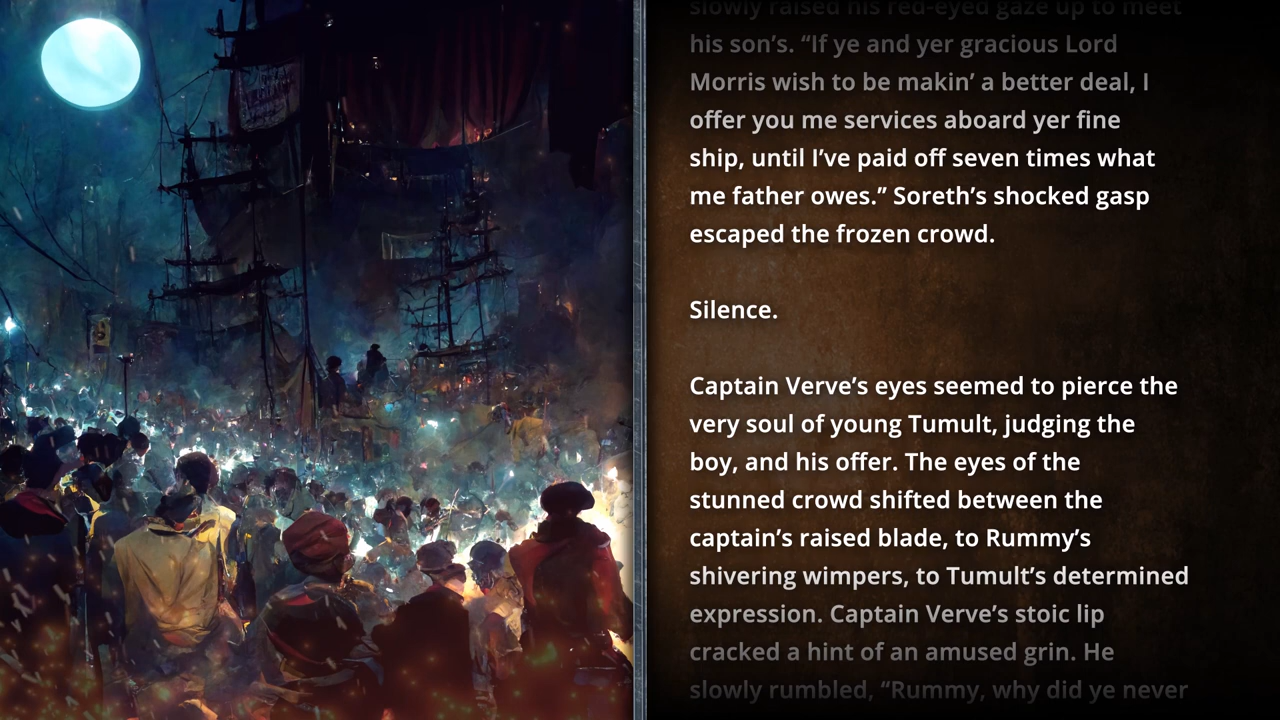 slowly raised his red-eyed gaze up to meet
his son’s. “If ye and yer gracious Lord
Morris wish to be makin’ a better deal, I
offer you me services aboard yer fine
ship, until I’ve paid off seven times what
me father owes.” Soreth’s shocked gasp
escaped the frozen crowd.
Silence.
Captain Verve’s eyes seemed to pierce the
very soul of young Tumult, judging the
boy, and his offer. The eyes of the
stunned crowd shifted between the
captain’s raised blade, to Rummy’s
shivering wimpers, to Tumult’s determined
expression. Captain Verve’s stoic lip
cracked a hint of an amused grin. He
slowly rumbled, “Rummy, why did ye never